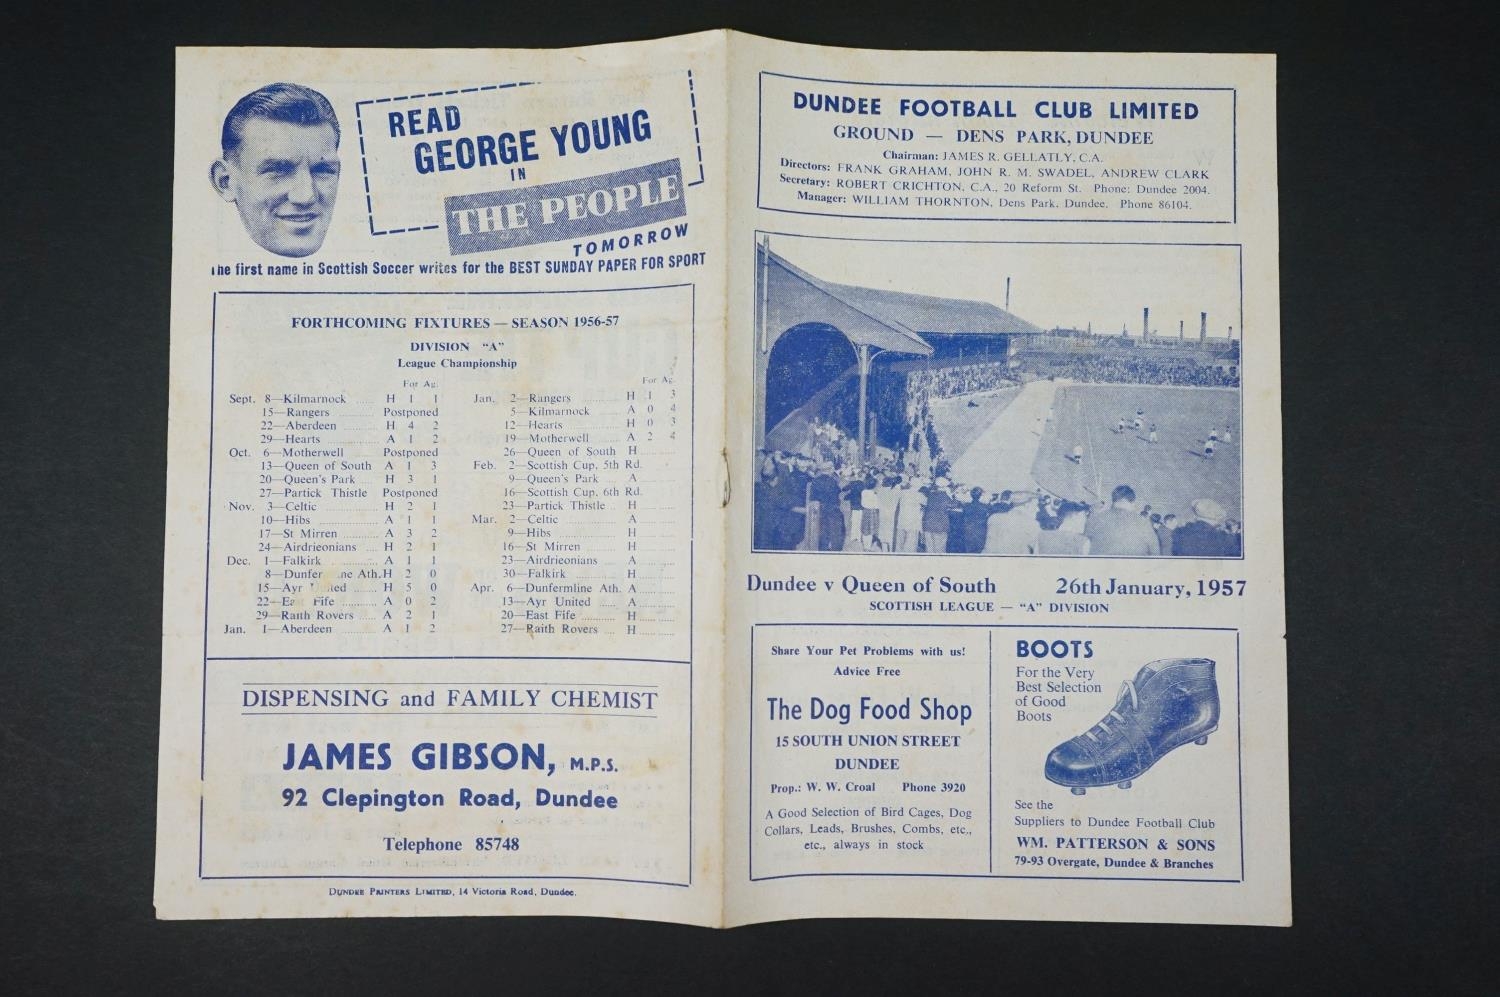 READ
GEORGE YOUNG
IN
THE PEOPLE
TOMORROW
The first name in Scottish Soccer writes for the BEST SUNDAY PAPER FOR SPORT
FORTHCOMING FIXTURES — SEASON 1956-57
DIVISION "A"
League Championship
For Ag.
Sept. 8—Kilmarnock ...... H 1 1
15—Rangers .......... Postponed
22—Aberdeen .......... H 4 2
29—Hearts .......... A 1 2
Oct. 6—Motherwell ...... Postponed
13—Queen of South A 1 3
20—Queen's Park .... H 3 1
27—Partick Thistle Postponed
Nov. 3—Celtic .......... H 2 1
10—Hibs .......... A 1 1
17—St Mirren .......... A 3 2
24—Airdrieonians .... H 2 1
Dec. 1—Falkirk .......... A 1 1
8—Dunfer ne Ath. H 2 0
15—Ayr United ...... H 5 0
22—Ea Fife .......... A 0 2
29—Raith Rovers .... A 2 1
Jan. 1—Aberdeen .......... A 1 2
For Ag.
Jan. 2—Rangers .......... H 1 3
5—Kilmarnock ...... A 0 4
12—Hearts .......... H 0 3
19—Motherwell ...... A 2 4
26—Queen of South H ..........
Feb. 2—Scottish Cup, 5th Rd.
9—Queen's Park .... A ..........
16—Scottish Cup, 6th Rd.
23—Partick Thistle .. H ..........
Mar. 2—Celtic .......... A ..........
9—Hibs .......... H ..........
16—St Mirren .......... H ..........
23—Airdrieonians .... A ..........
30—Falkirk .......... H ..........
Apr. 6—Dunfermline Ath. A ..........
13—Ayr United ...... A ..........
20—East Fife .......... H ..........
27—Raith Rovers .... H ..........
DISPENSING and FAMILY CHEMIST
JAMES GIBSON, M.P.S.
92 Clepington Road, Dundee
Telephone 85748
DUNDEE PRINTERS LIMITED, 14 Victoria Road, Dundee.
DUNDEE FOOTBALL CLUB LIMITED
GROUND — DENS PARK, DUNDEE
Chairman: JAMES R. GELLATLY, C.A.
Directors: FRANK GRAHAM, JOHN R. M. SWADEL, ANDREW CLARK
Secretary: ROBERT CRICHTON, C.A., 20 Reform St. Phone: Dundee 2004.
Manager: WILLIAM THORNTON, Dens Park, Dundee. Phone 86104.
Dundee v Queen of South 26th January, 1957
SCOTTISH LEAGUE — "A" DIVISION
Share Your Pet Problems with us!
Advice Free
The Dog Food Shop
15 SOUTH UNION STREET
DUNDEE
Prop.: W. W. Croal Phone 3920
A Good Selection of Bird Cages, Dog
Collars, Leads, Brushes, Combs, etc.,
etc., always in stock
BOOTS
For the Very
Best Selection
of Good
Boots
See the
Suppliers to Dundee Football Club
WM. PATTERSON & SONS
79-93 Overgate, Dundee & Branches